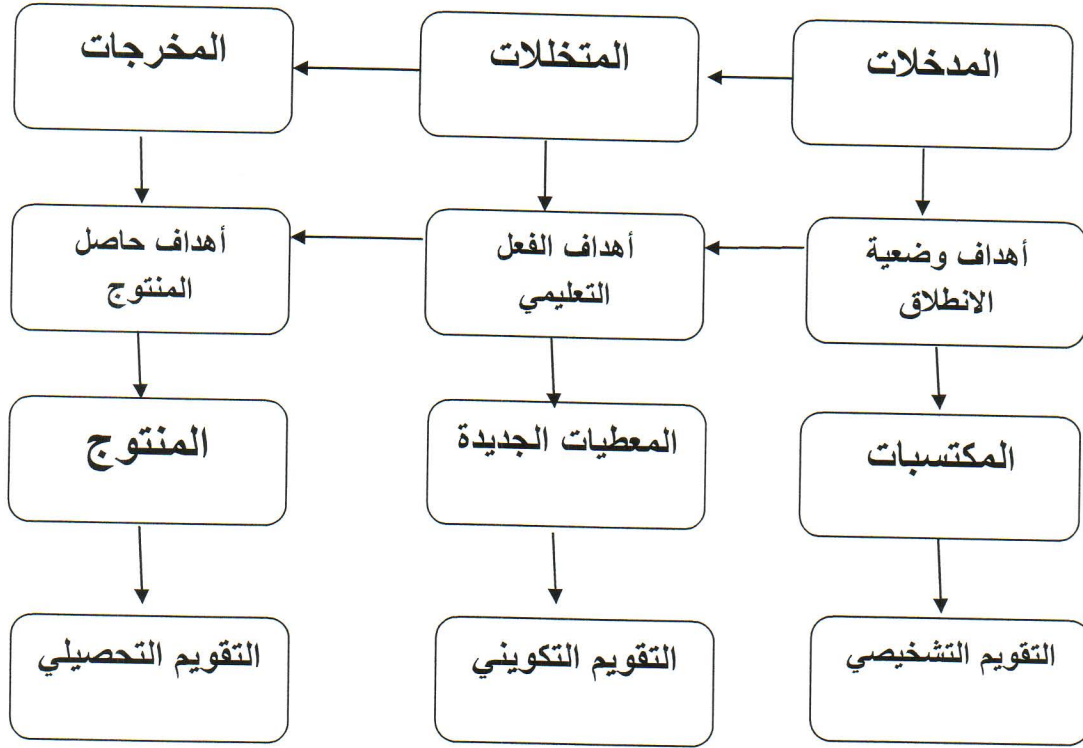 المدخلات
المتخللات
المخرجات
أهداف وضعية
الانطلاق
أهداف الفعل
التعليمي
أهداف حاصل
المنتوج
المكتسبات
المعطيات الجديدة
المنتوج
التقويم التشخيصي
التقويم التكويني
التقويم التحصيلي